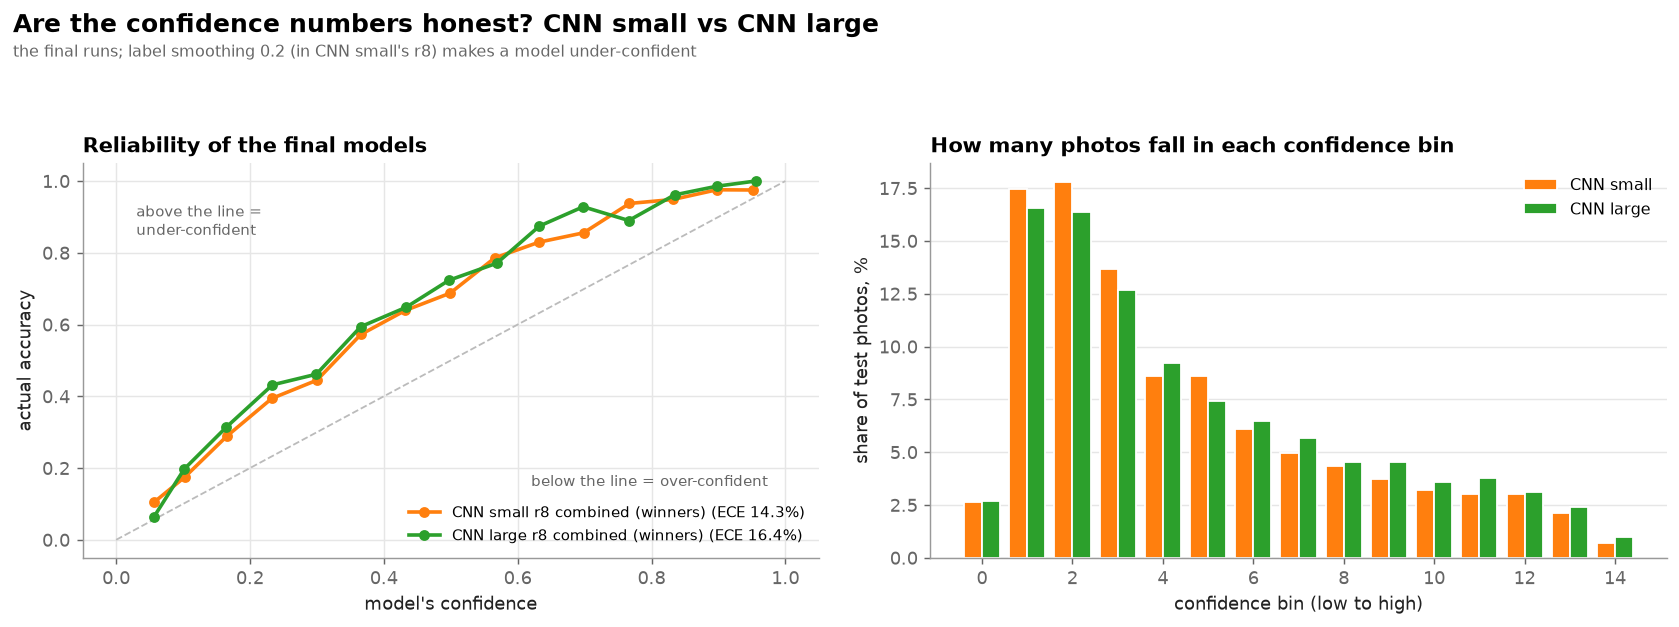 Are the confidence numbers honest? CNN small vs CNN large
the final runs; label smoothing 0.2 (in CNN small's r8) makes a model under-confident
Reliability of the final models
1.0
0.8
0.6
0.4
0.2
0.0
actual accuracy
above the line =
under-confident
below the line = over-confident
CNN small r8 combined (winners) (ECE 14.3%)
CNN large r8 combined (winners) (ECE 16.4%)
0.0 0.2 0.4 0.6 0.8 1.0
model's confidence
How many photos fall in each confidence bin
17.5
15.0
12.5
10.0
7.5
5.0
2.5
0.0
share of test photos, %
CNN small
CNN large
0 2 4 6 8 10 12 14
confidence bin (low to high)